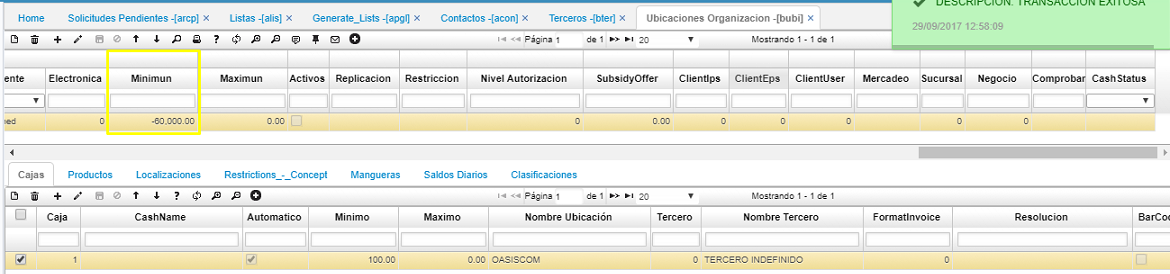 DESCRIPCION: TRANSACCION EXITOSA
29/09/2017 12:58:09
Home Solicitudes Pendientes -[arcp] × Listas -[alis] × Generate_Lists -[apgl] × Contactos -[acon] × Terceros -[bter] × Ubicaciones Organizacion -[bubi] ×
Página 1 de 1 20 Mostrando 1 - 1 de 1
ente Electronica Minimun Maximun Activos Replicacion Restriccion Nivel Autorizacion SubsidyOffer ClientIps ClientEps ClientUser Mercadeo Sucursal Negocio Comprobar CashStatus
0 -60,000.00 0.00 0 0.00 0 0 0 0 0
Cajas Productos Localizaciones Restrictions_-_Concept Mangueras Saldos Diarios Clasificaciones
Página 1 de 1 20 Mostrando 1 - 1 de 1
Caja CashName Automatico Minimo Maximo Nombre Ubicación Tercero Nombre Tercero FormatInvoice Resolucion BarCo
1 100.00 0.00 OASISCOM 0 TERCERO INDEFINIDO 0